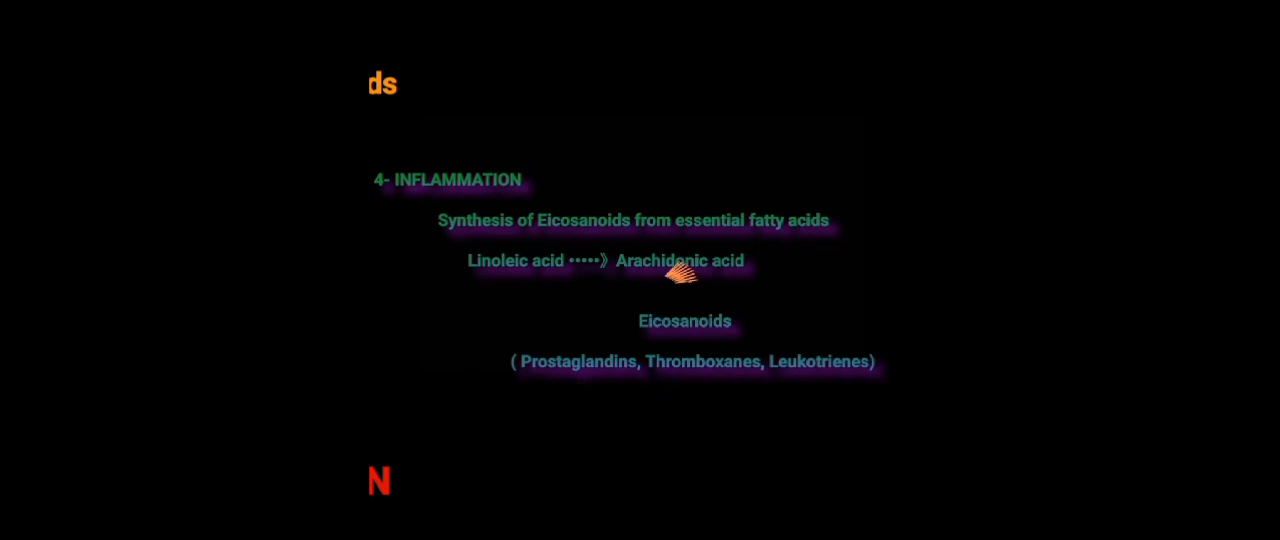 ds
4- INFLAMMATION
Synthesis of Eicosanoids from essential fatty acids
Linoleic acid •••••》Arachidonic acid
Eicosanoids
( Prostaglandins, Thromboxanes, Leukotrienes)
N